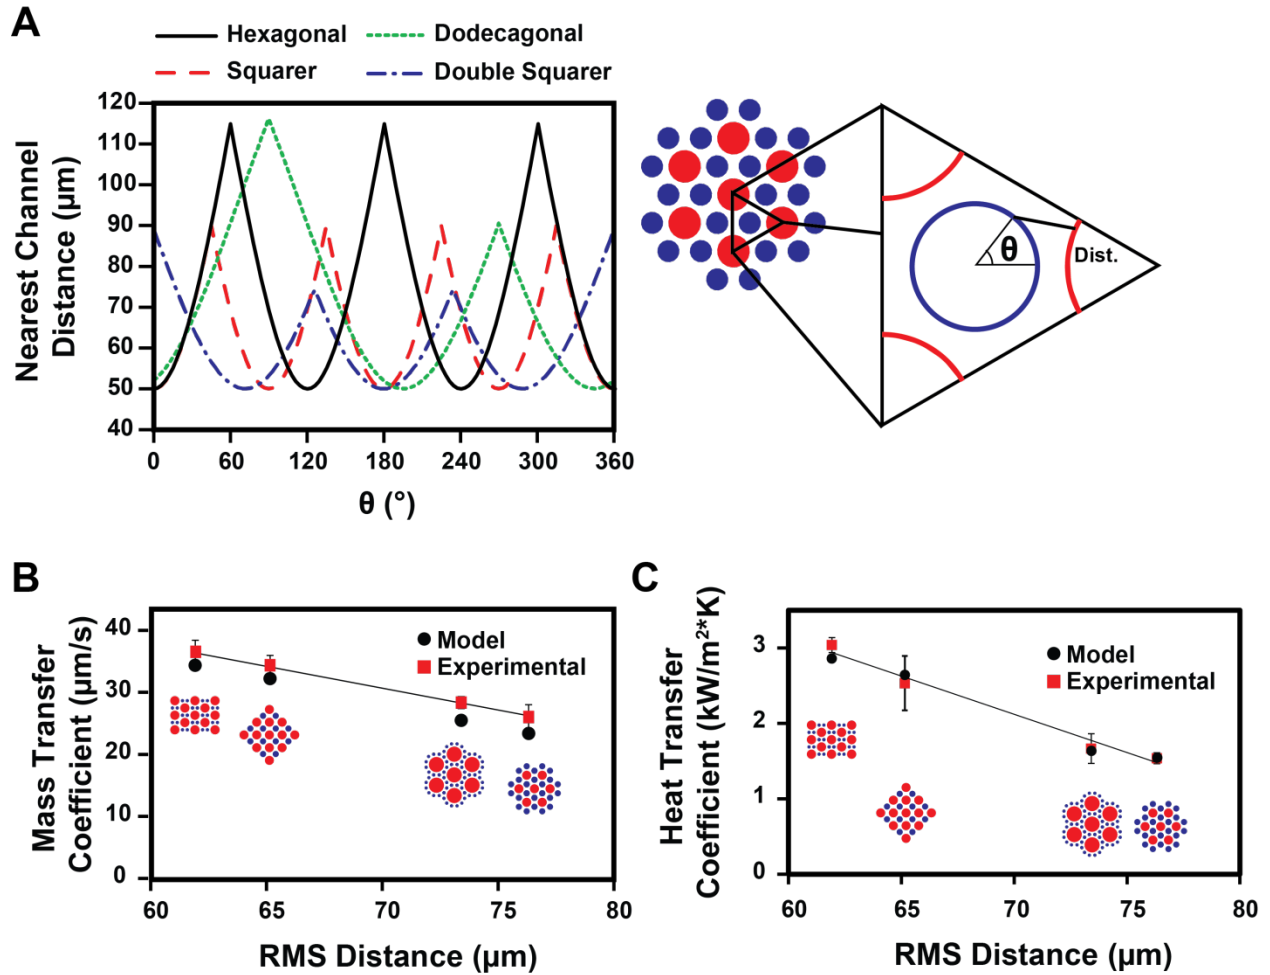 A
Hexagonal
Dodecagonal
Squarer
Double Squarer
Nearest Channel
Distance (μm)
120
110
100
90
80
70
60
50
40
0
60
120
180
240
300
360
θ (°)
θ
Dist.
B
Mass Transfer
Coefficient (μm/s)
40
30
20
10
0
Model
Experimental
60
65
70
75
80
RMS Distance (μm)
C
Heat Transfer
Coefficient (kW/m²*K)
3
2
1
0
Model
Experimental
60
65
70
75
80
RMS Distance (μm)